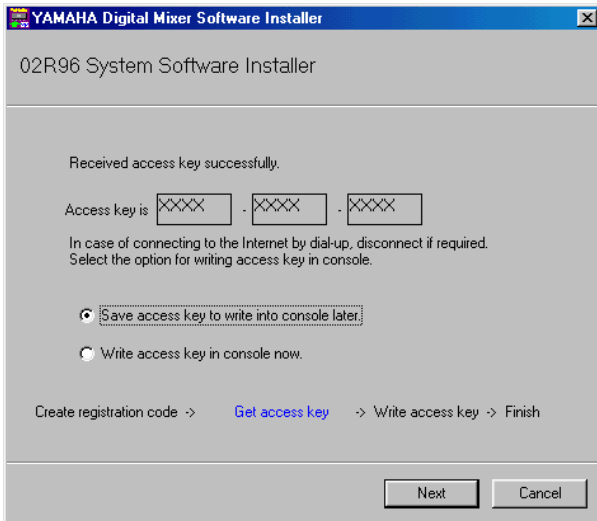 YAMAHA Digital Mixer Software Installer
02R96 System Software Installer
Received access key successfully.
Access key is XXXX - XXXX - XXXX
In case of connecting to the Internet by dial-up, disconnect if required.
Select the option for writing access key in console.
Save access key to write into console later.
Write access key in console now.
Create registration code -> Get access key -> Write access key -> Finish
Next Cancel